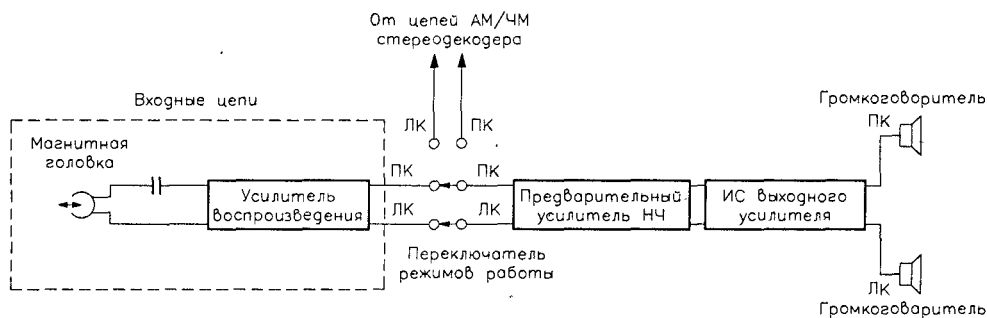 От цепей АМ/ЧМ
стереодекодера
Входные цепи
Громкоговоритель
ЛК
ПК
ПК
Магнитная
головка
ПК
ПК
Усилитель
воспроизведения
Предварительный
усилитель НЧ
ИС выходного
усилителя
ЛК
ЛК
Переключатель
режимов работы
ЛК
Громкоговаритель